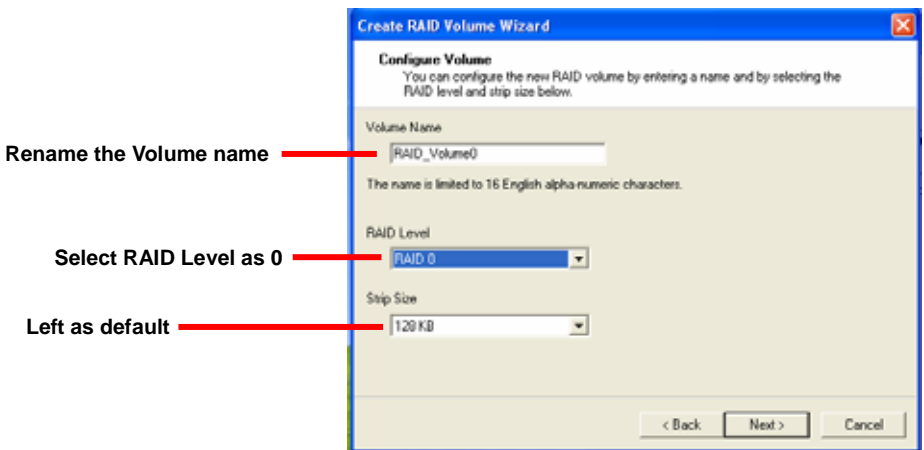 Create RAID Volume Wizard
Configure Volume
You can configure the new RAID volume by entering a name and by selecting the
RAID level and strip size below.
Volume Name
Rename the Volume name
RAID_Volume0
The name is limited to 16 English alpha-numeric characters.
RAID Level
Select RAID Level as 0
RAID 0
Strip Size
Left as default
128 KB
< Back
Next >
Cancel